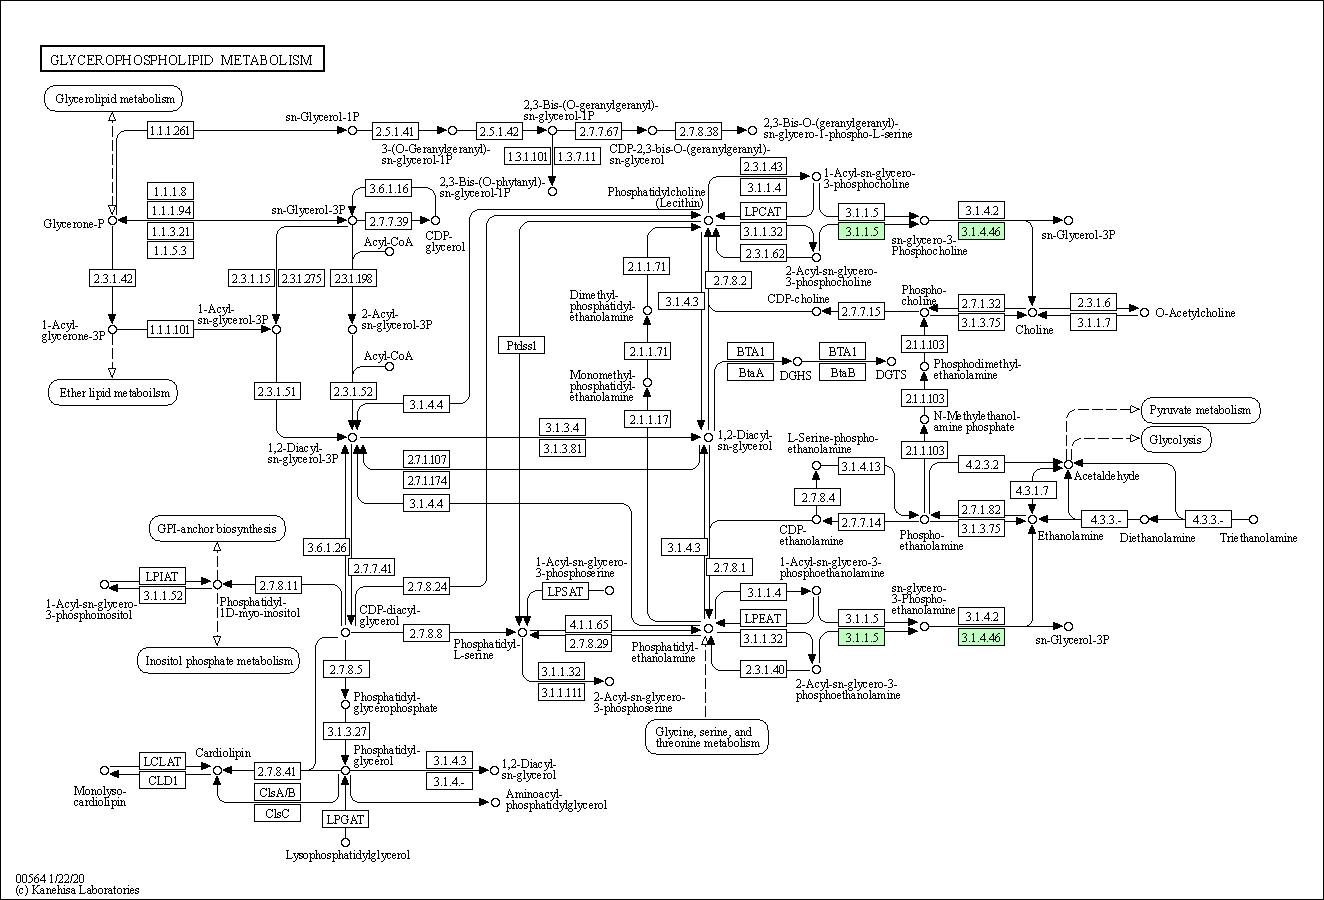 GLYCEROPHOSPHOLIPID METABOLISM
Glycerolipid metabolism
1.1.1.261
sn-Glycerol-1P
2.5.1.41
3-(O-Geranylgeranyl)-
sn-glycerol-1P
2.5.1.42
2,3-Bis-(O-geranylgeranyl)-
sn-glycerol-1P
2.7.7.67
CDP-2,3-bis-O-(geranylgeranyl)-
sn-glycerol
2.7.8.38
2,3-Bis-O-(geranylgeranyl)-
sn-glycero-1-phospho-L-serine
1.3.1.101
1.3.7.11
2,3-Bis-(O-phytanyl)-
sn-glycerol-1P
Glycerone-P
1.1.1.8
1.1.1.94
1.1.3.21
1.1.5.3
sn-Glycerol-3P
3.6.1.16
2.7.7.39
CDP-
glycerol
Acyl-CoA
2.3.1.42
2.3.1.15
2.3.1.275
2.3.1.198
1-Acyl-
glycerone-3P
1.1.1.101
1-Acyl-
sn-glycerol-3P
2-Acyl-
sn-glycerol-3P
Acyl-CoA
Ether lipid metaboilsm
2.3.1.51
2.3.1.52
3.1.4.4
1,2-Diacyl-
sn-glycerol-3P
3.1.3.4
3.1.3.81
2.7.1.107
2.7.1.174
3.1.4.4
Ptdss1
Phosphatidylcholine
(Lecithin)
2.3.1.43
3.1.1.4
LPCAT
3.1.1.32
2.3.1.62
1-Acyl-sn-glycero-
3-phosphocholine
2-Acyl-sn-glycero-
3-phosphocholine
3.1.1.5
3.1.1.5
sn-glycero-3-
Phosphocholine
3.1.4.2
3.1.4.46
sn-Glycerol-3P
2.1.1.71
Dimethyl-
phosphatidyl-
ethanolamine
3.1.4.3
2.7.8.2
CDP-choline
2.7.7.15
Phospho-
choline
2.7.1.32
3.1.3.75
Choline
2.3.1.6
3.1.1.7
O-Acetylcholine
2.1.1.71
Monomethyl-
phosphatidyl-
ethanolamine
2.1.1.17
BTA1
BtaA
DGHS
BTA1
BtaB
DGTS
2.1.1.103
Phosphodimethyl-
ethanolamine
2.1.1.103
N-Methylethanol-
amine phosphate
2.1.1.103
1,2-Diacyl-
sn-glycerol
L-Serine-phospho-
ethanolamine
3.1.4.13
2.7.8.4
CDP-
ethanolamine
2.7.7.14
Phospho-
ethanolamine
4.2.3.2
2.7.1.82
3.1.3.75
4.3.1.7
Pyruvate metabolism
Glycolysis
Acetaldehyde
Ethanolamine
4.3.3.-
Diethanolamine
4.3.3.-
Triethanolamine
GPI-anchor biosynthesis
LPIAT
3.1.1.52
1-Acyl-sn-glycero-
3-phosphoinositol
2.7.8.11
Phosphatidyl-
1D-myo-inositol
Inositol phosphate metabolism
3.6.1.26
2.7.7.41
CDP-diacyl-
glycerol
2.7.8.24
2.7.8.8
Phosphatidyl-
L-serine
1-Acyl-sn-glycero-
3-phosphoserine
LPSAT
4.1.1.65
2.7.8.29
3.1.1.32
3.1.1.111
2-Acyl-sn-glycero-
3-phosphoserine
Phosphatidyl-
ethanolamine
3.1.4.3
2.7.8.1
1-Acyl-sn-glycero-3-
phosphoethanolamine
3.1.1.4
LPEAT
3.1.1.32
2.3.1.40
2-Acyl-sn-glycero-3-
phosphoethanolamine
3.1.1.5
3.1.1.5
sn-glycero-
3-Phospho-
ethanolamine
3.1.4.2
3.1.4.46
sn-Glycerol-3P
Glycine, serine, and
threonine metabolism
2.7.8.5
Phosphatidyl-
glycerophosphate
3.1.3.27
Phosphatidyl-
glycerol
Cardiolipin
LCLAT
CLD1
Monolyso-
cardiolipin
2.7.8.41
ClsA/B
ClsC
3.1.4.3
3.1.4.-
1,2-Diacyl-
sn-glycerol
Aminoacyl-
phosphatidylglycerol
LPGAT
Lysophosphatidylglycerol
00564 1/22/20
(c) Kanehisa Laboratories